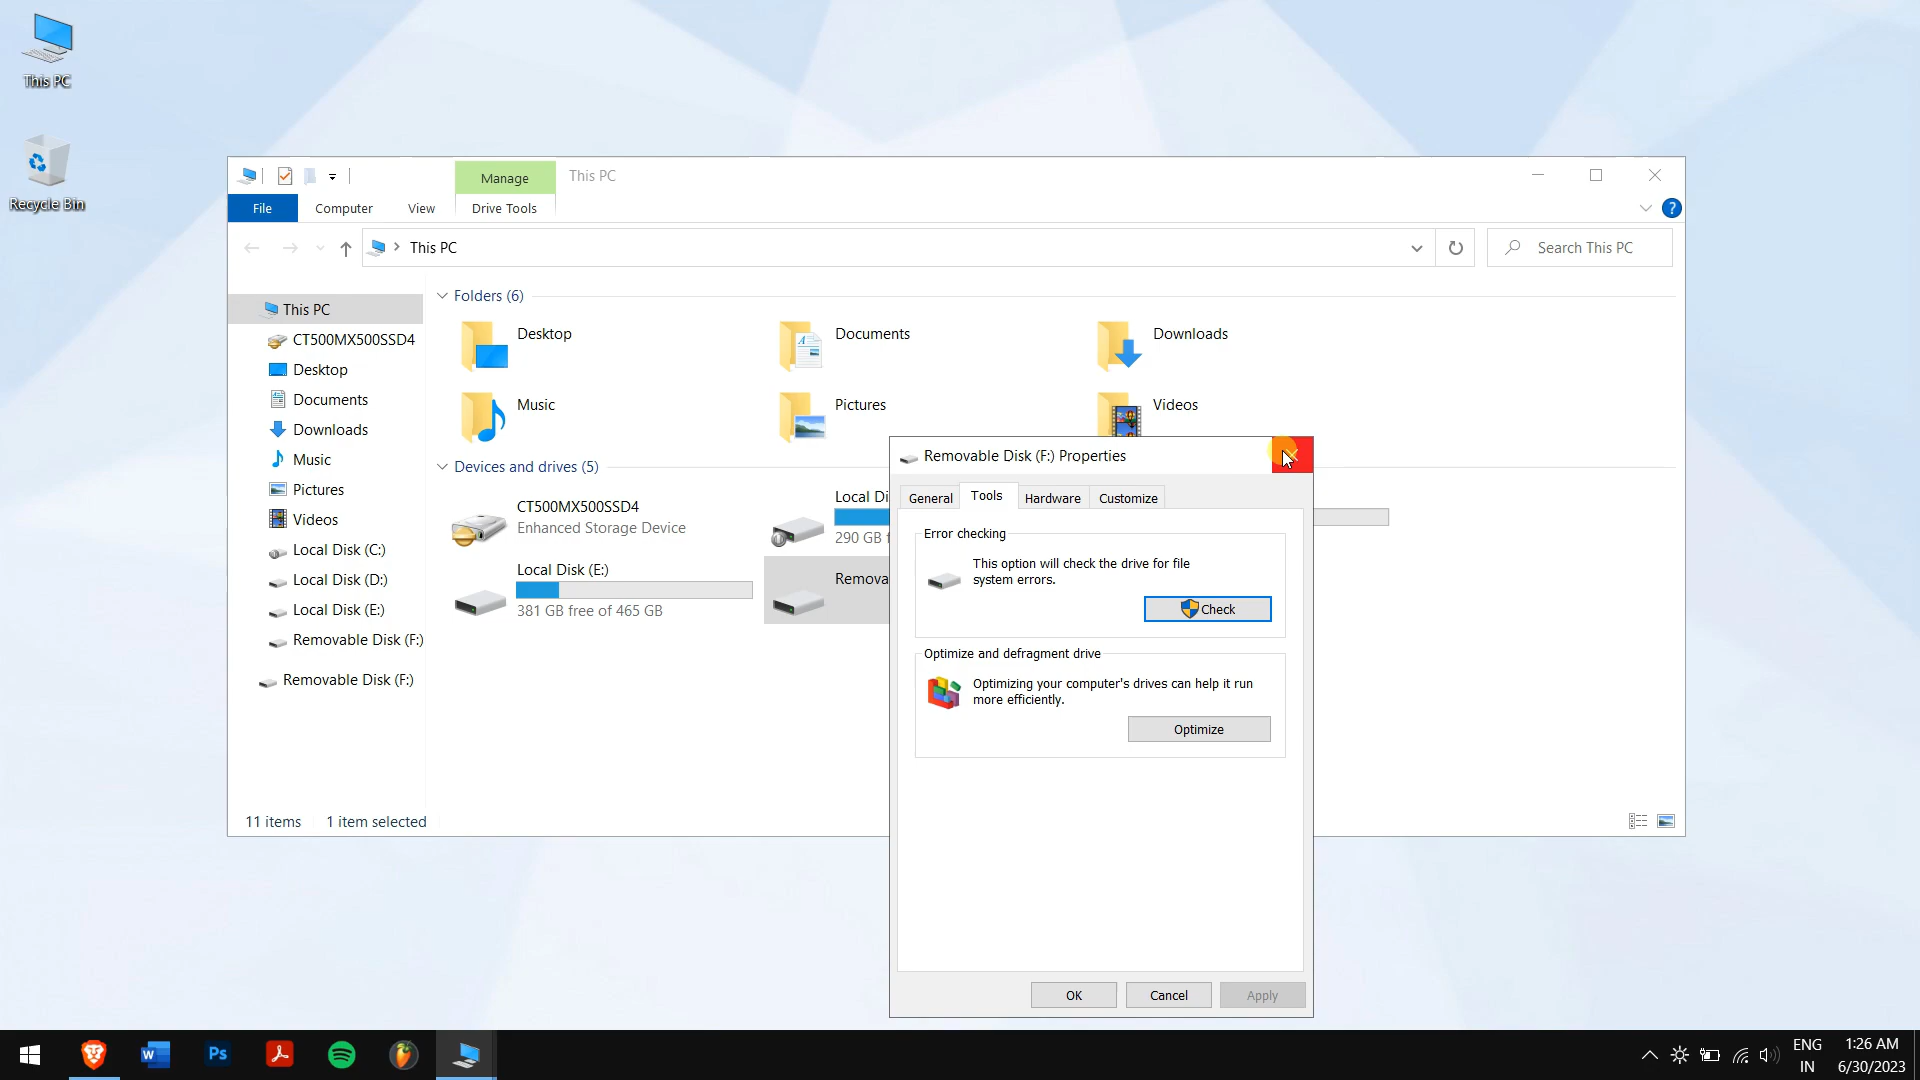 This PC
Recycle Bin
Manage
This PC
File
Computer
View
Drive Tools
?
This PC
Search This PC
This PC
CT500MX500SSD4
Desktop
Documents
Downloads
Music
Pictures
Videos
Local Disk (C:)
Local Disk (D:)
Local Disk (E:)
Removable Disk (F:)
Removable Disk (F:)
Folders (6)
Desktop
Documents
Downloads
Music
Pictures
Videos
Devices and drives (5)
CT500MX500SSD4
Enhanced Storage Device
Local Di
290 GB f
Local Disk (E:)
381 GB free of 465 GB
Remova
11 items
1 item selected
Removable Disk (F:) Properties
General
Tools
Hardware
Customize
Error checking
This option will check the drive for file
system errors.
Check
Optimize and defragment drive
Optimizing your computer's drives can help it run
more efficiently.
Optimize
OK
Cancel
Apply
W
Ps
ENG
IN
1:26 AM
6/30/2023